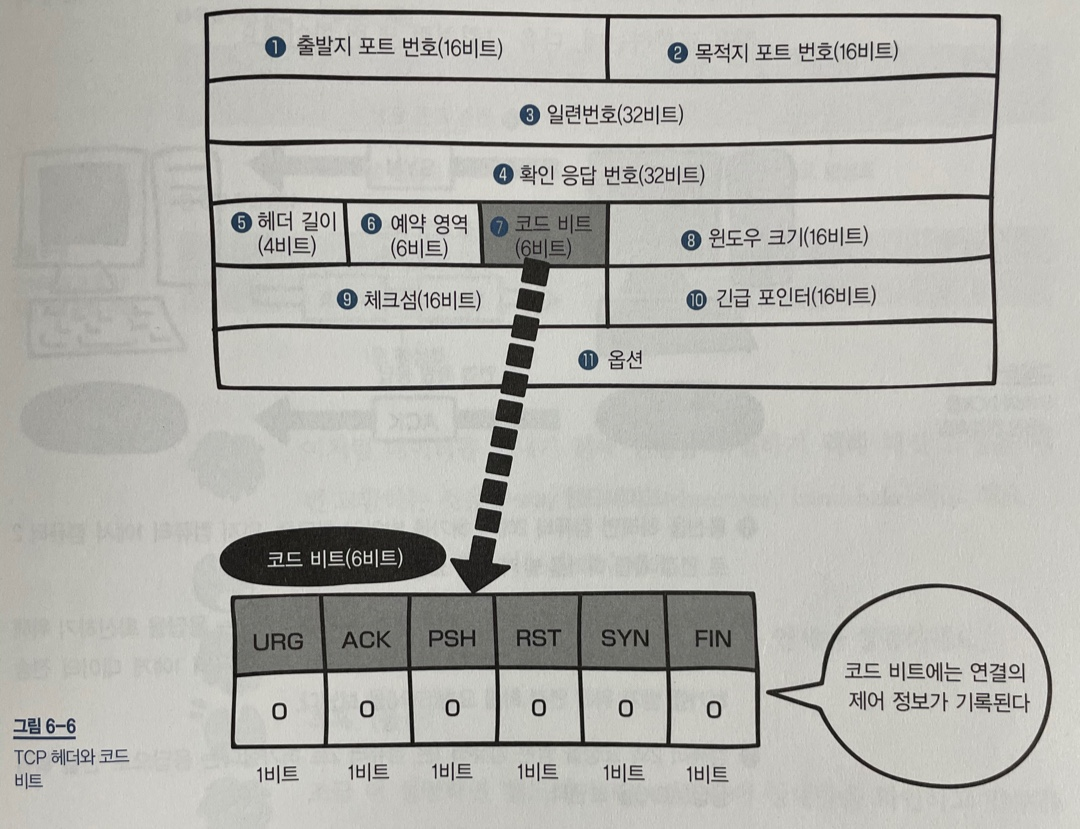 ❶ 출발지 포트 번호(16비트)
❷ 목적지 포트 번호(16비트)
❸ 일련번호(32비트)
❹ 확인 응답 번호(32비트)
❺ 헤더 길이
(4비트)
❻ 예약 영역
(6비트)
❼ 코드 비트
(6비트)
❽ 윈도우 크기(16비트)
❾ 체크섬(16비트)
❿ 긴급 포인터(16비트)
⓫ 옵션
코드 비트(6비트)
URG ACK PSH RST SYN FIN
0 0 0 0 0 0
1비트 1비트 1비트 1비트 1비트 1비트
코드 비트에는 연결의
제어 정보가 기록된다
그림 6-6
TCP 헤더와 코드
비트